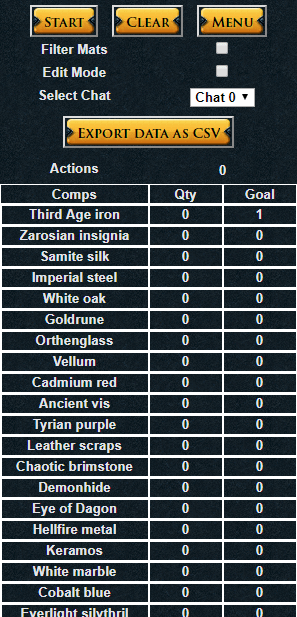 START CLEAR MENU
Filter Mats
Edit Mode
Select Chat Chat 0
EXPORT DATA AS CSV
Actions 0
Comps Qty Goal
Third Age iron 0 1
Zarosian insignia 0 0
Samite silk 0 0
Imperial steel 0 0
White oak 0 0
Goldrune 0 0
Orthenglass 0 0
Vellum 0 0
Cadmium red 0 0
Ancient vis 0 0
Tyrian purple 0 0
Leather scraps 0 0
Chaotic brimstone 0 0
Demonhide 0 0
Eye of Dagon 0 0
Hellfire metal 0 0
Keramos 0 0
White marble 0 0
Cobalt blue 0 0
Everlight silvthril 0 0